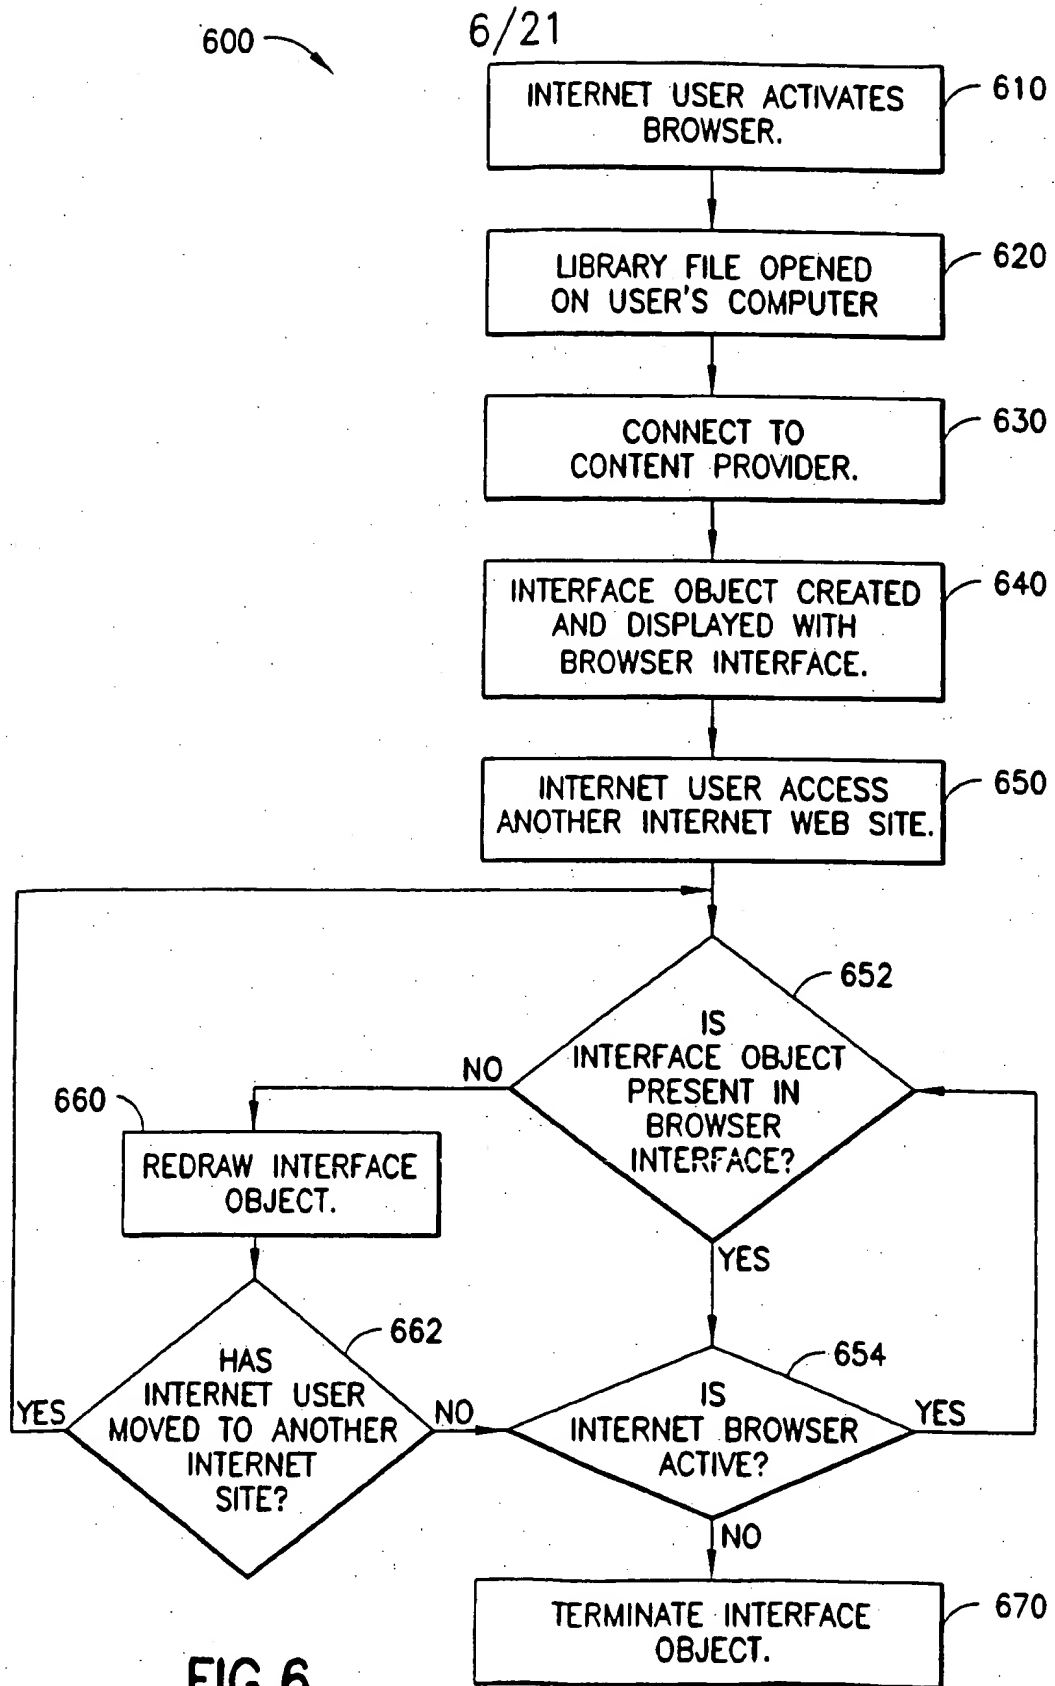 6/21
600
INTERNET USER ACTIVATES
BROWSER.
610
LIBRARY FILE OPENED
ON USER'S COMPUTER
620
CONNECT TO
CONTENT PROVIDER.
630
INTERFACE OBJECT CREATED
AND DISPLAYED WITH
BROWSER INTERFACE.
640
INTERNET USER ACCESS
ANOTHER INTERNET WEB SITE.
650
652
IS
INTERFACE OBJECT
PRESENT IN
BROWSER
INTERFACE?
NO
YES
660
REDRAW INTERFACE
OBJECT.
662
HAS
INTERNET USER
MOVED TO ANOTHER
INTERNET
SITE?
YES
NO
654
IS
INTERNET BROWSER
ACTIVE?
YES
NO
TERMINATE INTERFACE
OBJECT.
670
FIG.6